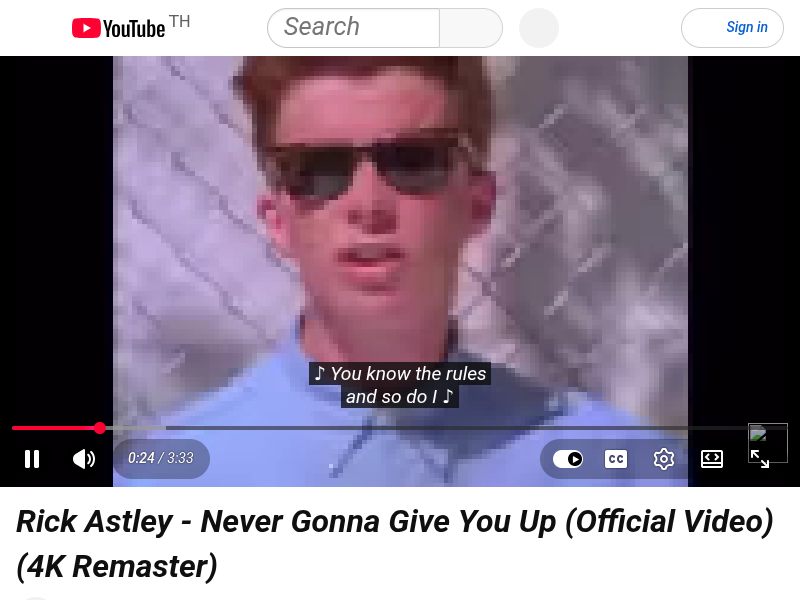 YouTube TH
Search
Sign in
♪ You know the rules
and so do I ♪
0:24 / 3:33
CC
Rick Astley - Never Gonna Give You Up (Official Video)
(4K Remaster)